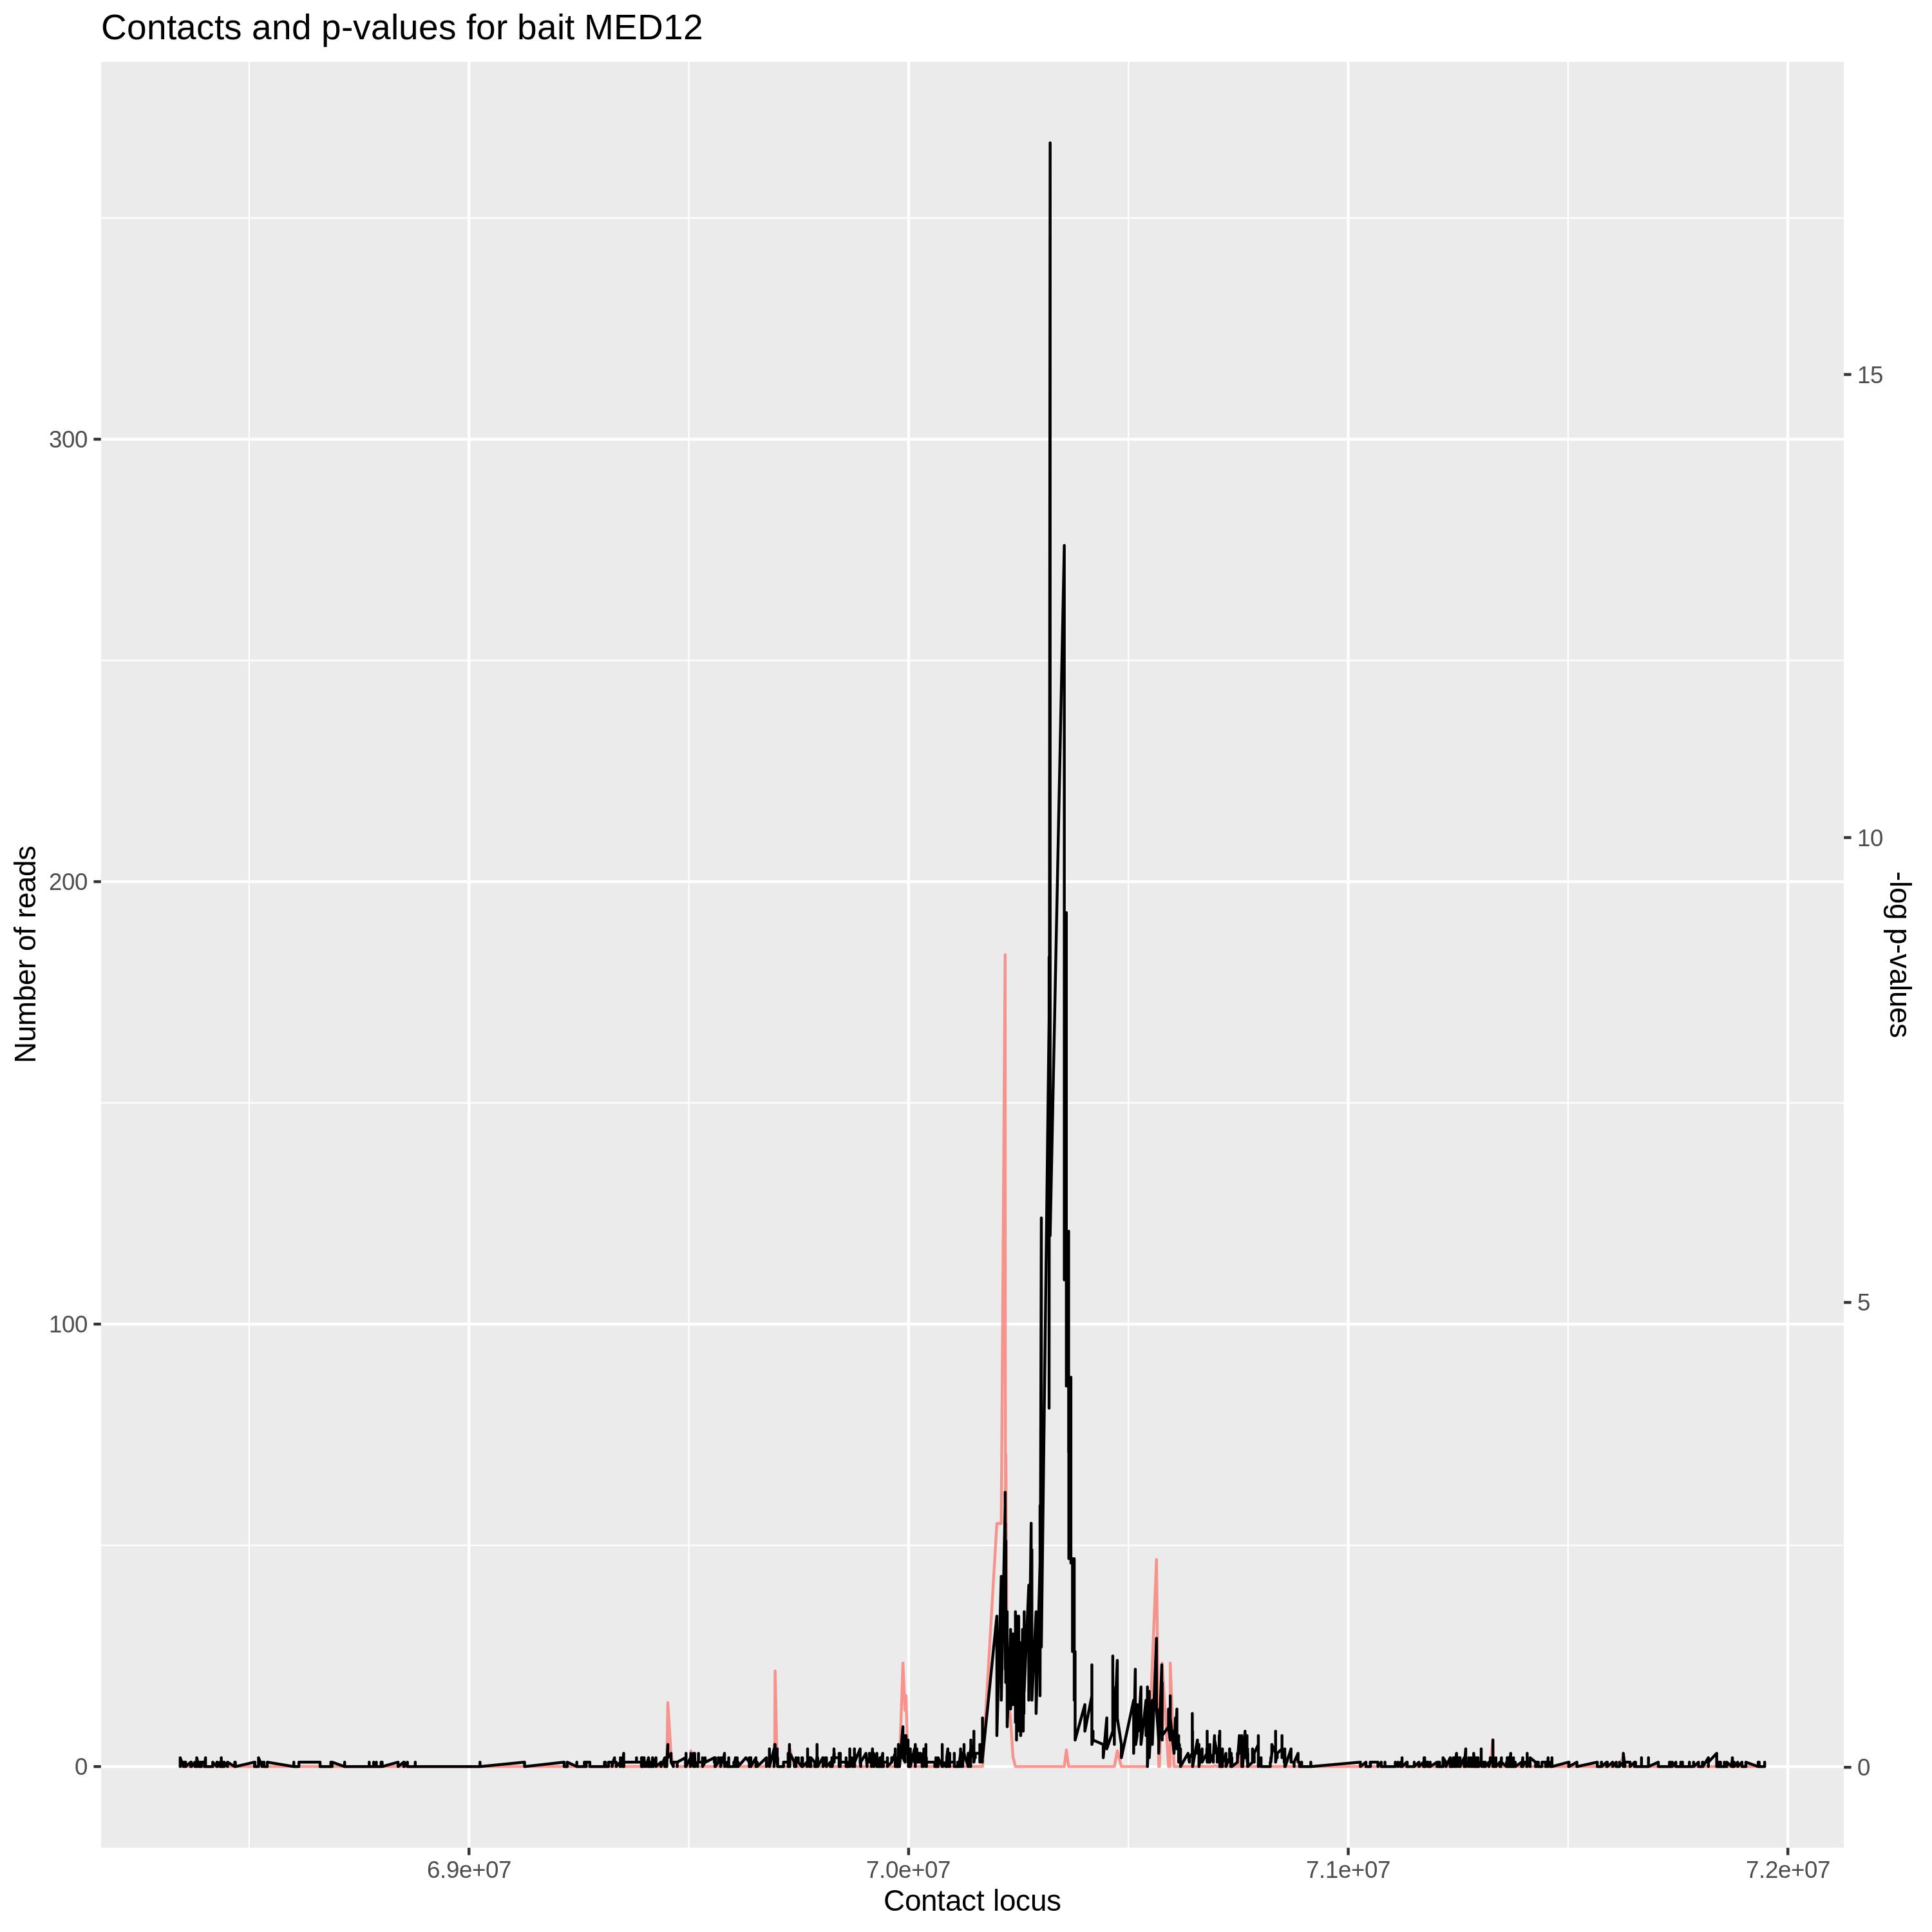 Contacts and p-values for bait MED12
Number of reads
300
200
100
0
15
10
5
0
-log p-values
6.9e+07
7.0e+07
7.1e+07
7.2e+07
Contact locus